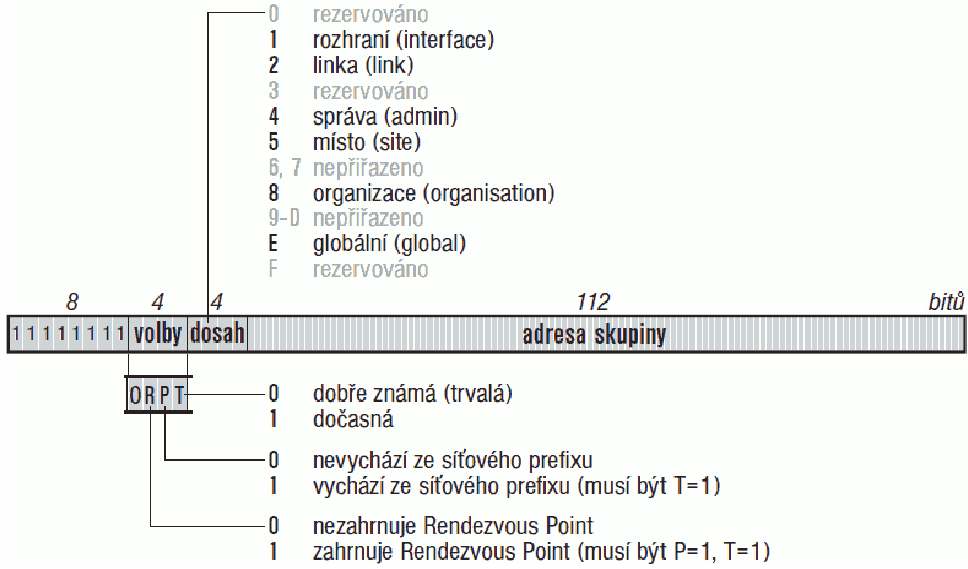 0 rezervováno
1 rozhraní (interface)
2 linka (link)
3 rezervováno
4 správa (admin)
5 místo (site)
6, 7 nepřiřazeno
8 organizace (organisation)
9-D nepřiřazeno
E globální (global)
F rezervováno
8 4 4 112 bitů
1 1 1 1 1 1 1 1 volby dosah adresa skupiny
0 R P T
0 dobře známá (trvalá)
1 dočasná
0 nevychází ze síťového prefixu
1 vychází ze síťového prefixu (musí být T=1)
0 nezahrnuje Rendezvous Point
1 zahrnuje Rendezvous Point (musí být P=1, T=1)